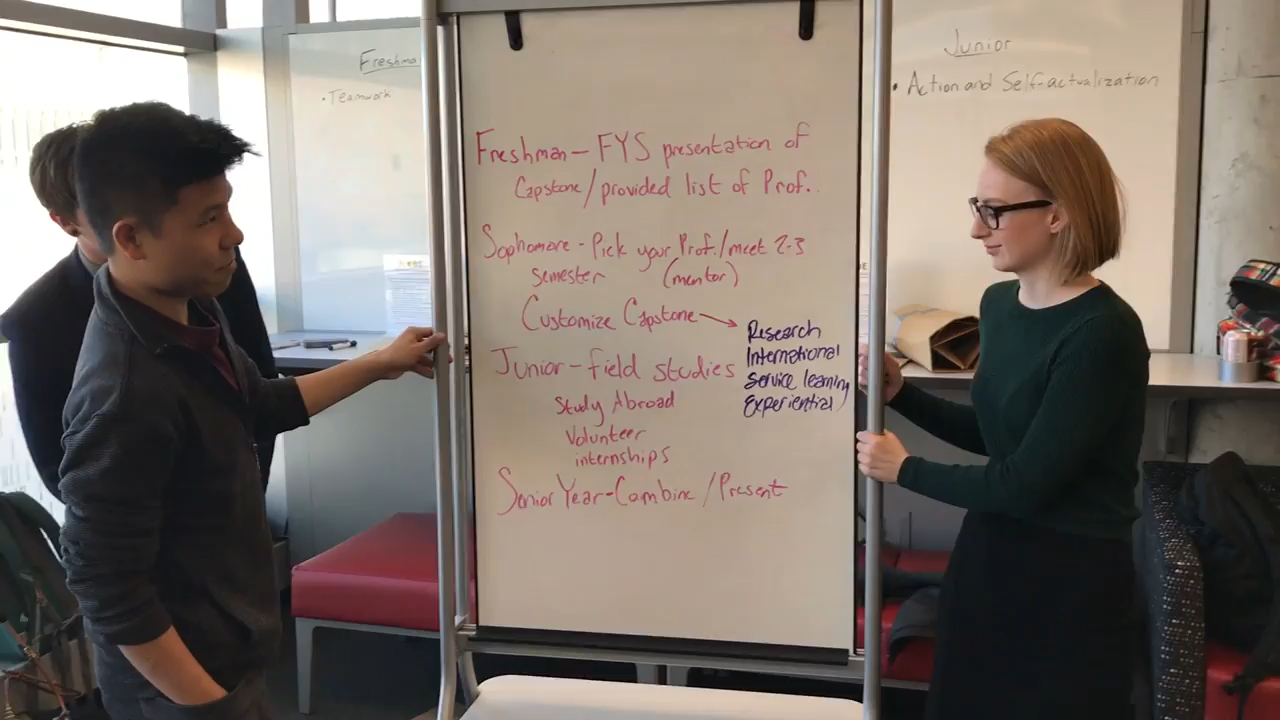 Freshma
• Teamwork
Junior
• Action and Self-actualization
Freshman — FYS presentation of
Capstone/provided list of Prof..
Sophomore - Pick your Prof./meet 2-3
semester (mentor)
Customize Capstone →
Research
International
Service learning
Experiential
Junior - field studies
Study Abroad
Volunteer
internships
Senior Year - Combine / Present